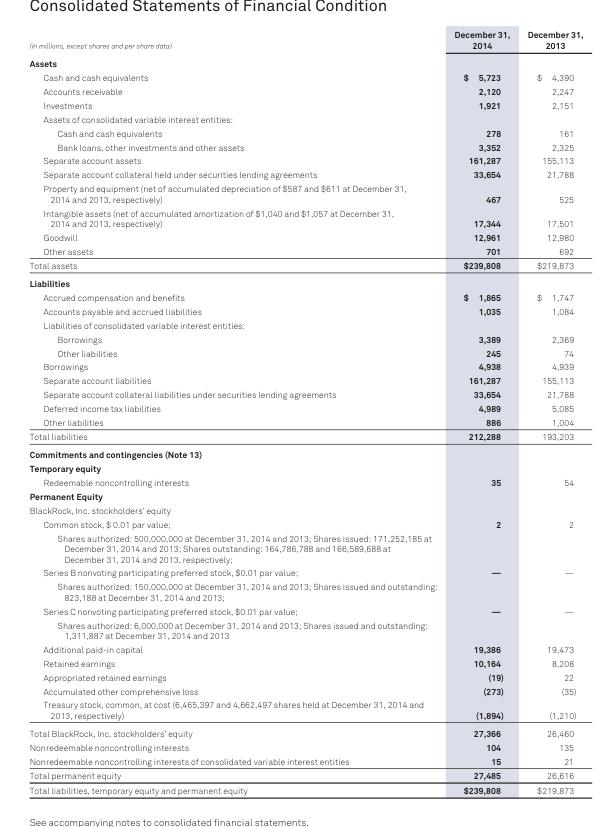 Consolidated Statements of Financial Condition
(in millions, except shares and per share data) December 31, 2014 December 31, 2013
Assets
Cash and cash equivalents $ 5,723 $ 4,390
Accounts receivable 2,120 2,247
Investments 1,921 2,151
Assets of consolidated variable interest entities:
Cash and cash equivalents 278 161
Bank loans, other investments and other assets 3,352 2,325
Separate account assets 161,287 155,113
Separate account collateral held under securities lending agreements 33,654 21,788
Property and equipment (net of accumulated depreciation of $587 and $611 at December 31,
2014 and 2013, respectively) 467 525
Intangible assets (net of accumulated amortization of $1,040 and $1,057 at December 31,
2014 and 2013, respectively) 17,344 17,501
Goodwill 12,961 12,980
Other assets 701 692
Total assets $239,808 $219,873
Liabilities
Accrued compensation and benefits $ 1,865 $ 1,747
Accounts payable and accrued liabilities 1,035 1,084
Liabilities of consolidated variable interest entities:
Borrowings 3,389 2,369
Other liabilities 245 74
Borrowings 4,938 4,939
Separate account liabilities 161,287 155,113
Separate account collateral liabilities under securities lending agreements 33,654 21,788
Deferred income tax liabilities 4,989 5,085
Other liabilities 886 1,004
Total liabilities 212,288 193,203
Commitments and contingencies (Note 13)
Temporary equity
Redeemable noncontrolling interests 35 54
Permanent Equity
BlackRock, Inc. stockholders' equity
Common stock, $ 0.01 par value; 2 2
Shares authorized: 500,000,000 at December 31, 2014 and 2013; Shares issued: 171,252,185 at
December 31, 2014 and 2013; Shares outstanding: 164,786,788 and 166,589,688 at
December 31, 2014 and 2013, respectively;
Series B nonvoting participating preferred stock, $0.01 par value; — —
Shares authorized: 150,000,000 at December 31, 2014 and 2013; Shares issued and outstanding:
823,188 at December 31, 2014 and 2013;
Series C nonvoting participating preferred stock, $0.01 par value; — —
Shares authorized: 6,000,000 at December 31, 2014 and 2013; Shares issued and outstanding:
1,311,887 at December 31, 2014 and 2013
Additional paid-in capital 19,386 19,473
Retained earnings 10,164 8,208
Appropriated retained earnings (19) 22
Accumulated other comprehensive loss (273) (35)
Treasury stock, common, at cost (6,465,397 and 4,662,497 shares held at December 31, 2014 and
2013, respectively) (1,894) (1,210)
Total BlackRock, Inc. stockholders' equity 27,366 26,460
Nonredeemable noncontrolling interests 104 135
Nonredeemable noncontrolling interests of consolidated variable interest entities 15 21
Total permanent equity 27,485 26,616
Total liabilities, temporary equity and permanent equity $239,808 $219,873
See accompanying notes to consolidated financial statements.